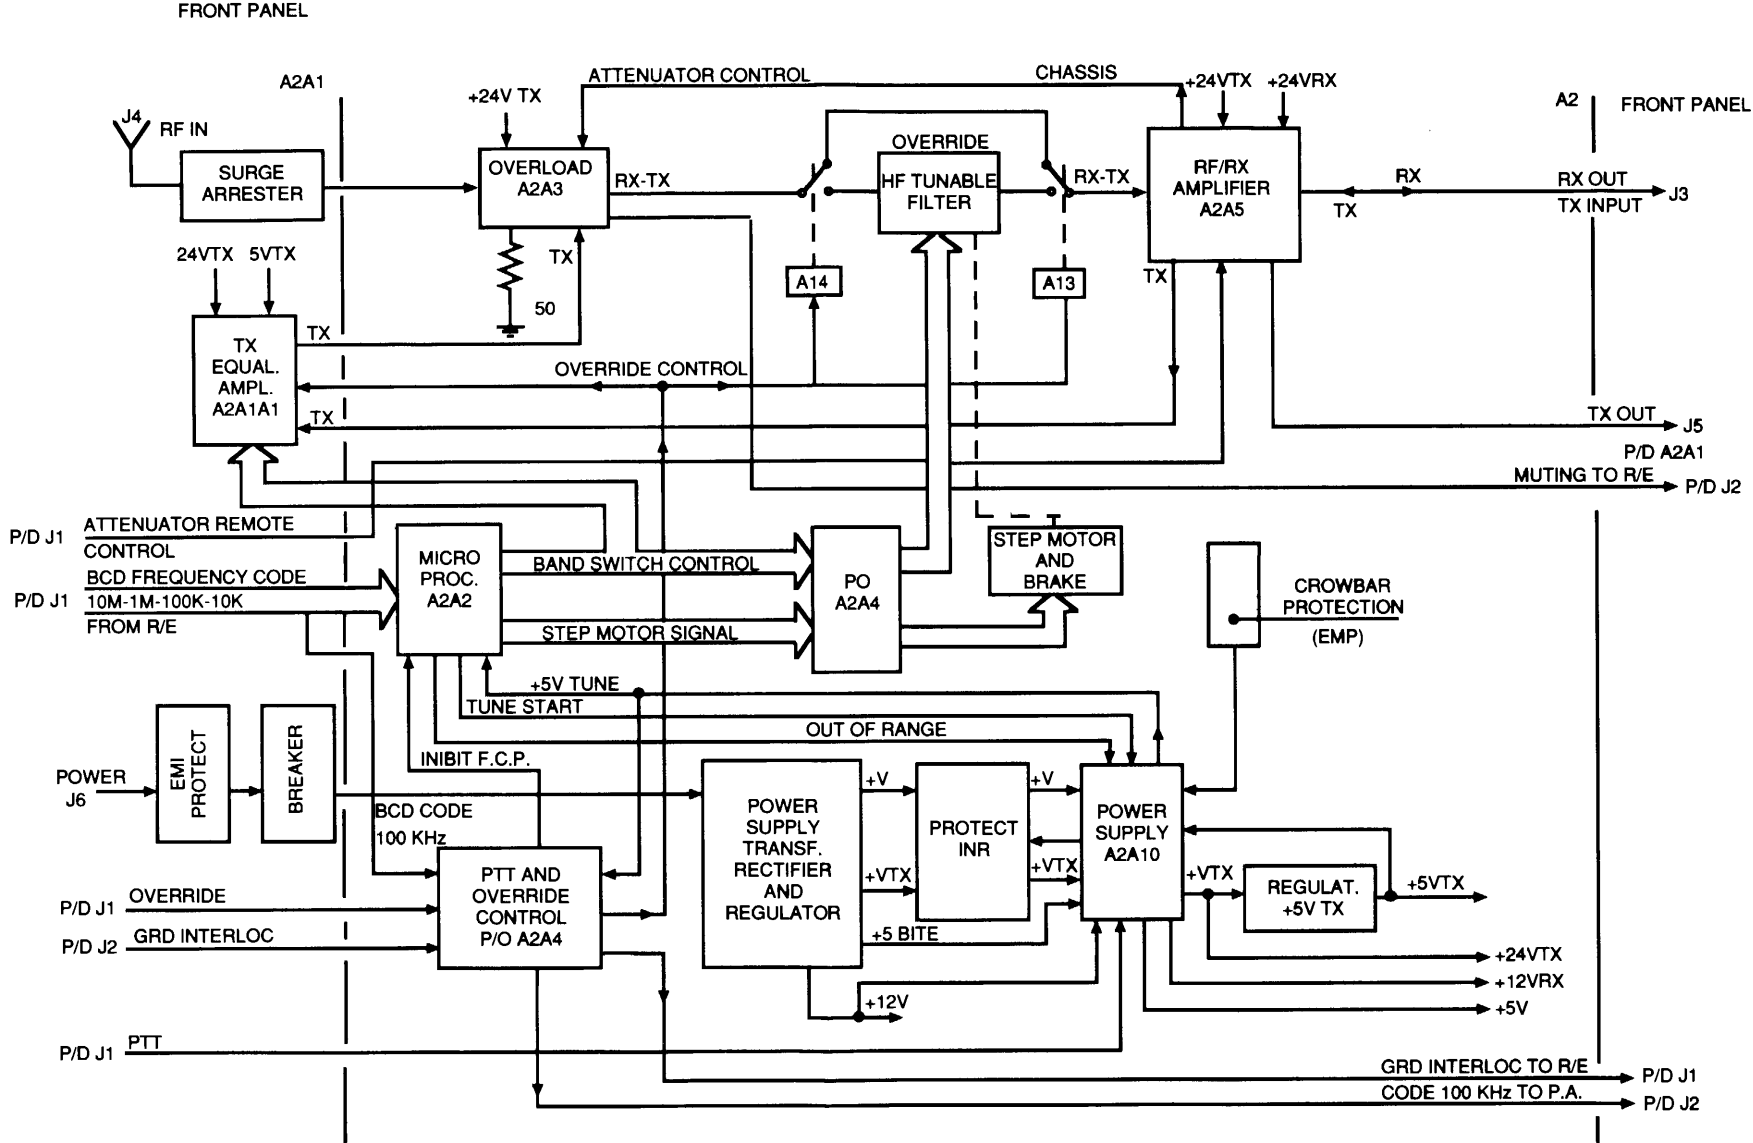 FRONT PANEL
A2A1
ATTENUATOR CONTROL
CHASSIS
+24VTX
+24VRX
+24V TX
A2
FRONT PANEL
J4
RF IN
SURGE
ARRESTER
OVERLOAD
A2A3
RX-TX
OVERRIDE
HF TUNABLE
FILTER
RX-TX
RF/RX
AMPLIFIER
A2A5
RX
TX
RX OUT
TX INPUT
J3
24VTX
5VTX
TX
50
A14
A13
TX
TX
EQUAL.
AMPL.
A2A1A1
TX
OVERRIDE CONTROL
TX
TX OUT
J5
P/D A2A1
MUTING TO R/E
P/D J2
P/D J1
ATTENUATOR REMOTE
CONTROL
BCD FREQUENCY CODE
P/D J1
10M-1M-100K-10K
FROM R/E
MICRO
PROC.
A2A2
BAND SWITCH CONTROL
STEP MOTOR SIGNAL
PO
A2A4
STEP MOTOR
AND
BRAKE
CROWBAR
PROTECTION
(EMP)
+5V TUNE
TUNE START
OUT OF RANGE
INIBIT F.C.P.
POWER
J6
EMI
PROTECT
BREAKER
BCD CODE
100 KHz
POWER
SUPPLY
TRANSF.
RECTIFIER
AND
REGULATOR
+V
+VTX
PROTECT
INR
+V
+VTX
POWER
SUPPLY
A2A10
+VTX
REGULAT.
+5V TX
+5VTX
P/D J1
OVERRIDE
P/D J2
GRD INTERLOC
PTT AND
OVERRIDE
CONTROL
P/O A2A4
+5 BITE
+12V
+24VTX
+12VRX
+5V
P/D J1
PTT
GRD INTERLOC TO R/E
P/D J1
CODE 100 KHz TO P.A.
P/D J2